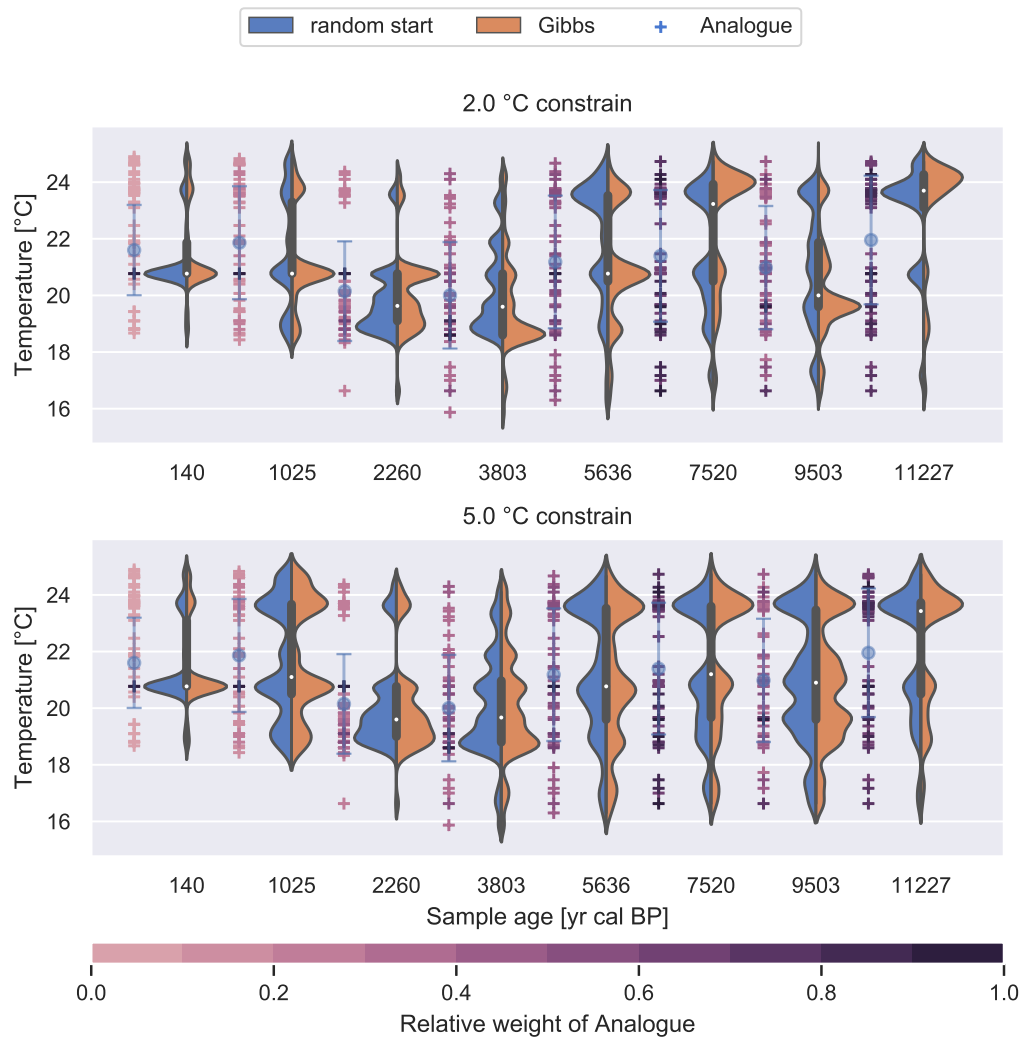 random start Gibbs Analogue
2.0 °C constrain
Temperature [°C]
24
22
20
18
16
140 1025 2260 3803 5636 7520 9503 11227
5.0 °C constrain
Temperature [°C]
24
22
20
18
16
140 1025 2260 3803 5636 7520 9503 11227
Sample age [yr cal BP]
0.0 0.2 0.4 0.6 0.8 1.0
Relative weight of Analogue